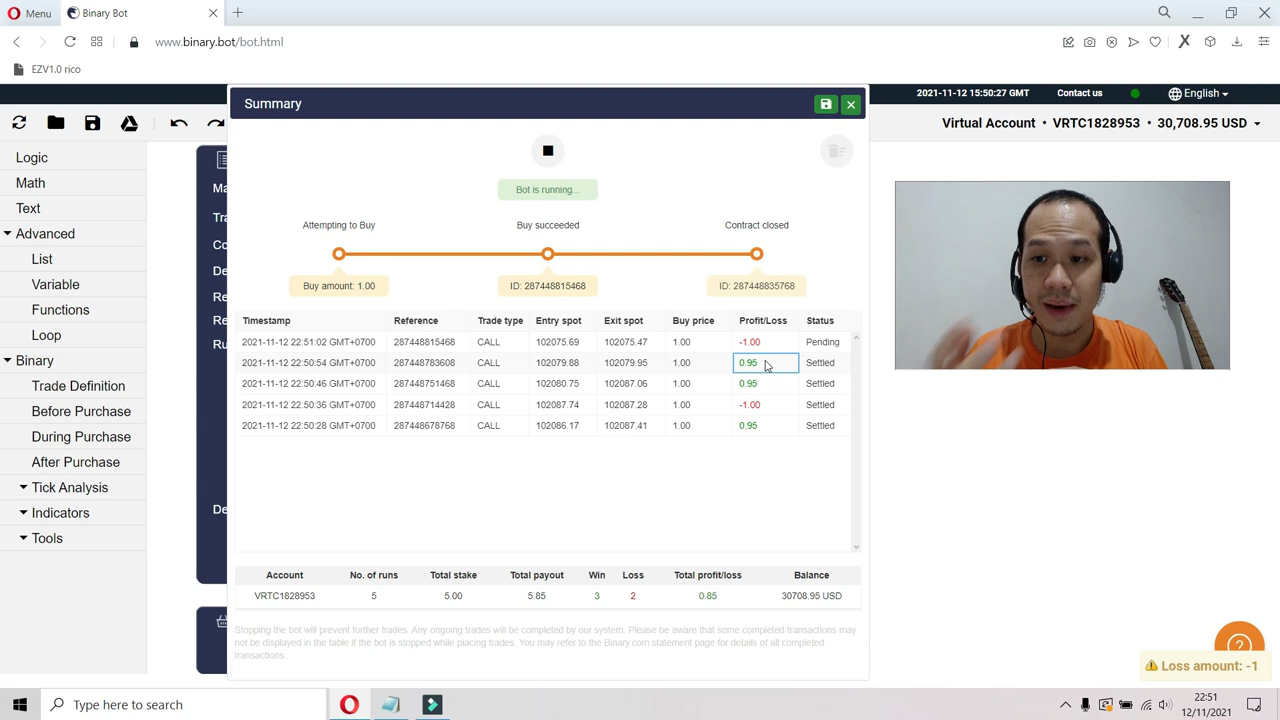 Menu
Binary Bot
www.binary.bot/bot.html
EZV1.0 rico
2021-11-12 15:50:27 GMT
Contact us
English
Virtual Account • VRTC1828953 • 30,708.95 USD
Summary
Logic
Math
Text
Advanced
List
Variable
Functions
Loop
Binary
Trade Definition
Before Purchase
During Purchase
After Purchase
Tick Analysis
Indicators
Tools
Ma
Tra
Co
De
Re
Re
Ru
De
Bot is running...
Attempting to Buy Buy succeeded Contract closed
Buy amount: 1.00 ID: 287448815468 ID: 287448835768
Timestamp Reference Trade type Entry spot Exit spot Buy price Profit/Loss Status
2021-11-12 22:51:02 GMT+0700 287448815468 CALL 102075.69 102075.47 1.00 -1.00 Pending
2021-11-12 22:50:54 GMT+0700 287448783608 CALL 102079.88 102079.95 1.00 0.95 Settled
2021-11-12 22:50:46 GMT+0700 287448751468 CALL 102080.75 102087.06 1.00 0.95 Settled
2021-11-12 22:50:36 GMT+0700 287448714428 CALL 102087.74 102087.28 1.00 -1.00 Settled
2021-11-12 22:50:28 GMT+0700 287448678768 CALL 102086.17 102087.41 1.00 0.95 Settled
Account No. of runs Total stake Total payout Win Loss Total profit/loss Balance
VRTC1828953 5 5.00 5.85 3 2 0.85 30708.95 USD
Stopping the bot will prevent further trades. Any ongoing trades will be completed by our system. Please be aware that some completed transactions may
not be displayed in the table if the bot is stopped while placing trades. You may refer to the Binary.com statement page for details of all completed
transactions.
Loss amount: -1
Type here to search
22:51
12/11/2021